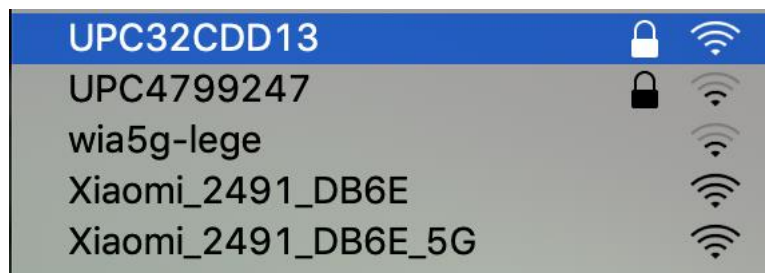 UPC32CDD13
UPC4799247
wia5g-lege
Xiaomi_2491_DB6E
Xiaomi_2491_DB6E_5G